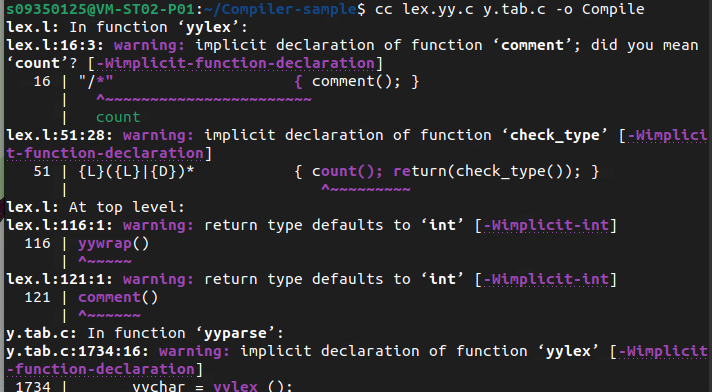 s09350125@VM-ST02-P01:~/Compiler-sample$ cc lex.yy.c y.tab.c -o Compile
lex.l: In function ‘yylex’:
lex.l:16:3: warning: implicit declaration of function ‘comment’; did you mean
‘count’? [-Wimplicit-function-declaration]
16 | "/*" { comment(); }
| ^~~~~~~~~~~~~~~~~~~~~~~~~
| count
lex.l:51:28: warning: implicit declaration of function ‘check_type’ [-Wimplici
t-function-declaration]
51 | {L}({L}|{D})* { count(); return(check_type()); }
| ^~~~~~~~~~
lex.l: At top level:
lex.l:116:1: warning: return type defaults to ‘int’ [-Wimplicit-int]
116 | yywrap()
| ^~~~~~
lex.l:121:1: warning: return type defaults to ‘int’ [-Wimplicit-int]
121 | comment()
| ^~~~~~~
y.tab.c: In function ‘yyparse’:
y.tab.c:1734:16: warning: implicit declaration of function ‘yylex’ [-Wimplicit
-function-declaration]
1734 | yychar = yylex ();